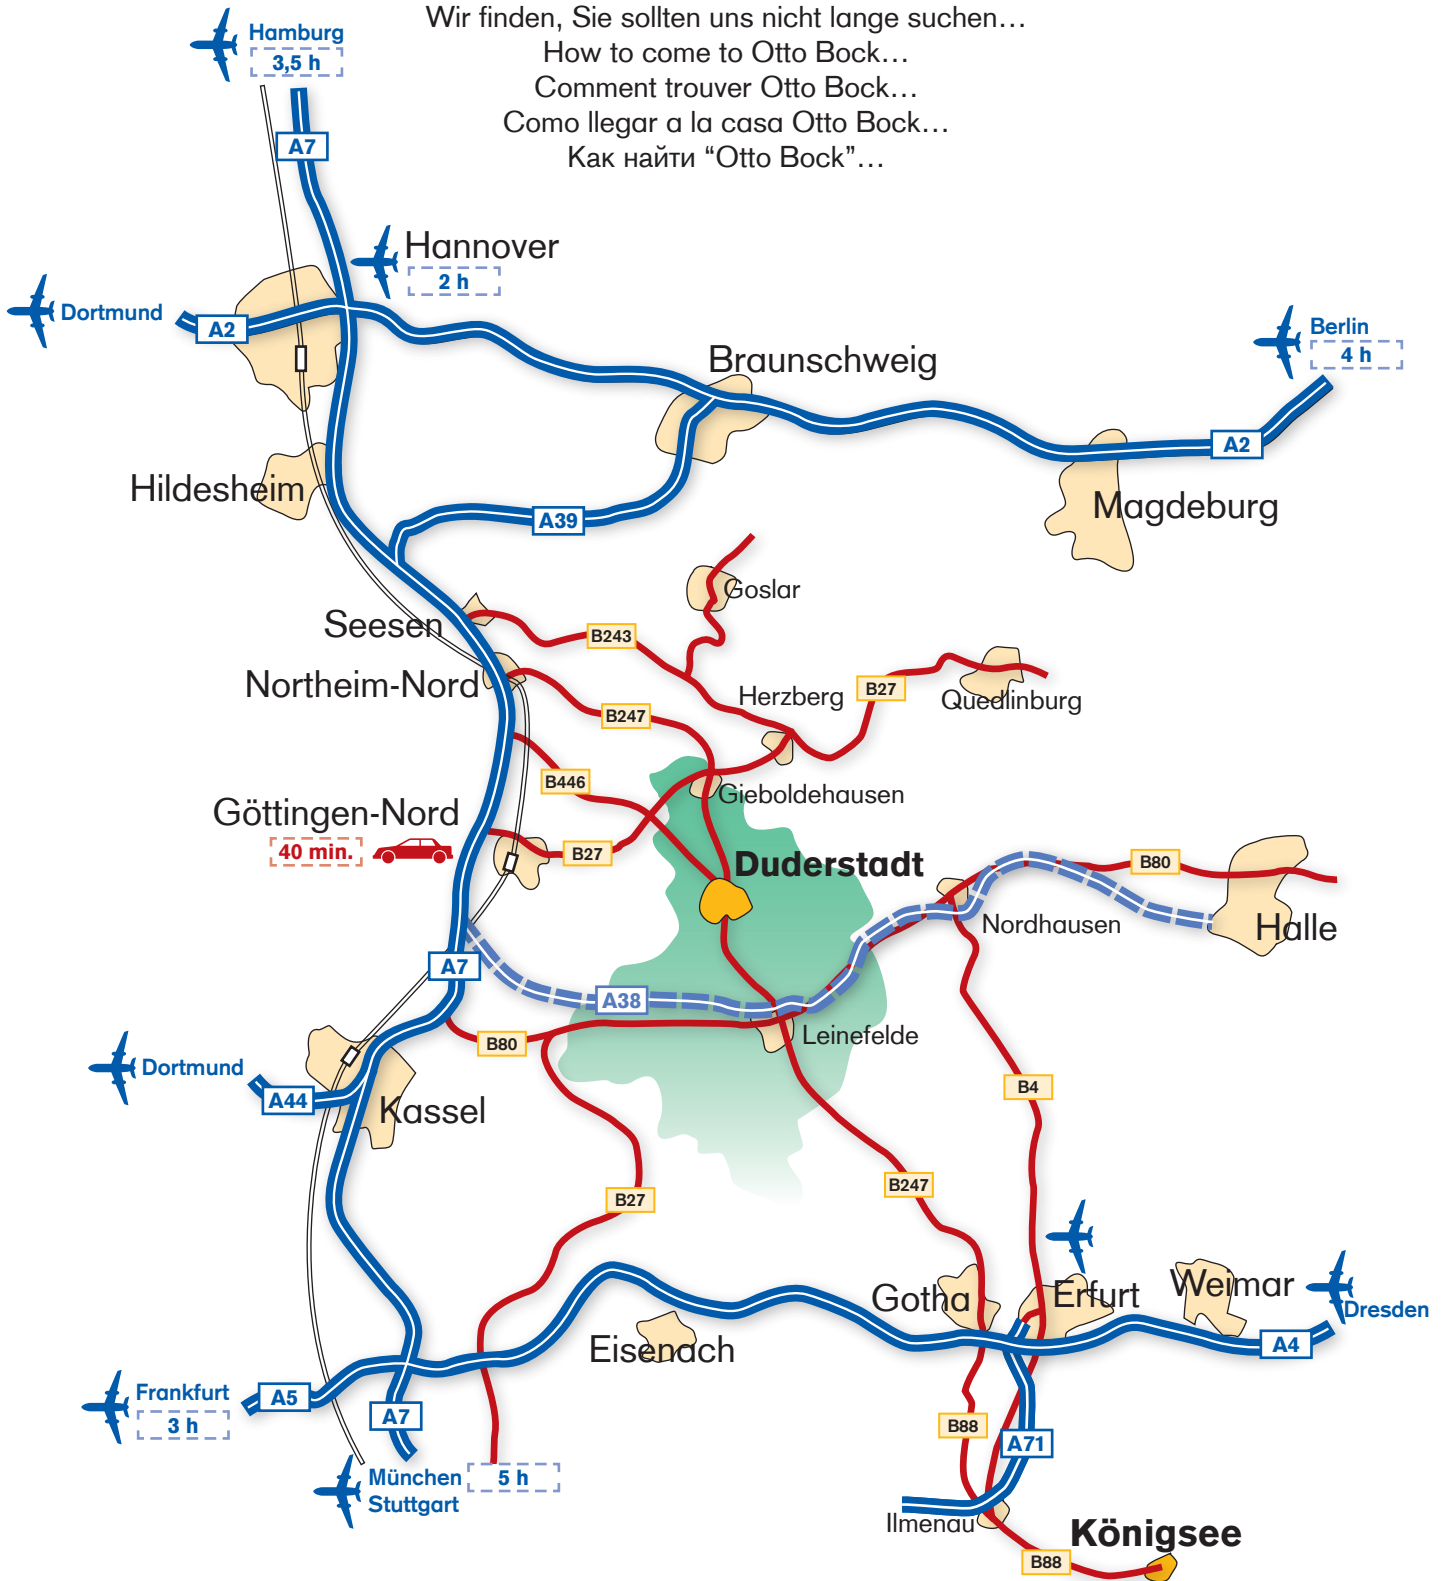 Wir finden, Sie sollten uns nicht lange suchen…
How to come to Otto Bock…
Comment trouver Otto Bock…
Como llegar a la casa Otto Bock…
Как найти “Otto Bock”…
Hamburg
3,5 h
A7
Hannover
2 h
Dortmund
A2
Berlin
4 h
Braunschweig
A2
Hildesheim
Magdeburg
A39
Goslar
Seesen
B243
Northeim-Nord
Herzberg
B27
Quedlinburg
B247
B446
Gieboldehausen
Göttingen-Nord
40 min.
B27
Duderstadt
B80
Nordhausen
Halle
A7
A38
Leinefelde
B80
Dortmund
A44
Kassel
B4
B247
B27
Gotha
Erfurt
Weimar
Dresden
Eisenach
A4
Frankfurt
3 h
A5
A7
B88
A71
München
Stuttgart
5 h
Ilmenau
Königsee
B88